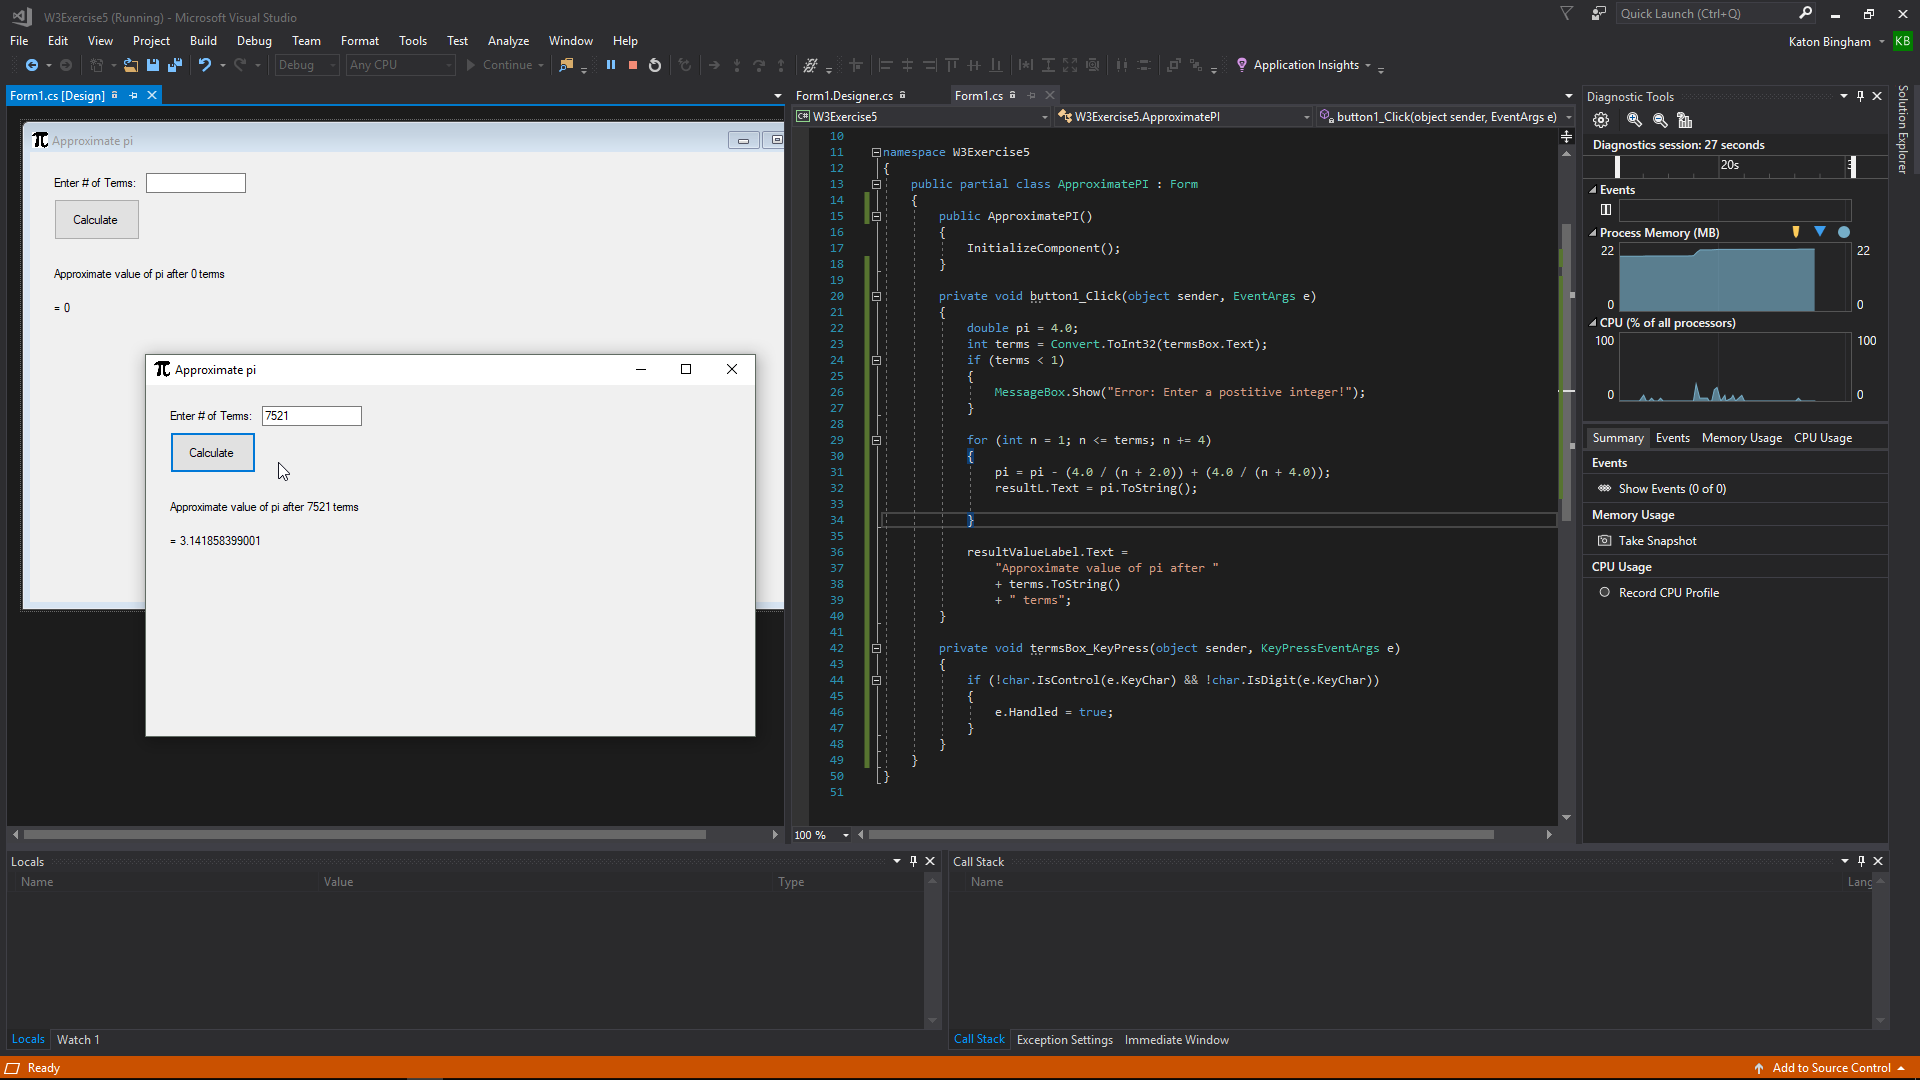 W3Exercise5 (Running) - Microsoft Visual Studio
Quick Launch (Ctrl+Q)
File Edit View Project Build Debug Team Format Tools Test Analyze Window Help
Katon Bingham KB
Debug Any CPU Continue Application Insights
Form1.cs [Design]
Approximate pi
Enter # of Terms:
Calculate
Approximate value of pi after 0 terms
= 0
Approximate pi
Enter # of Terms: 7521
Calculate
Approximate value of pi after 7521 terms
= 3.141858399001
Form1.Designer.cs Form1.cs
C# W3Exercise5 W3Exercise5.ApproximatePI button1_Click(object sender, EventArgs e)
10
11 namespace W3Exercise5
12 {
13 public partial class ApproximatePI : Form
14 {
15 public ApproximatePI()
16 {
17 InitializeComponent();
18 }
19
20 private void button1_Click(object sender, EventArgs e)
21 {
22 double pi = 4.0;
23 int terms = Convert.ToInt32(termsBox.Text);
24 if (terms < 1)
25 {
26 MessageBox.Show("Error: Enter a postitive integer!");
27 }
28
29 for (int n = 1; n <= terms; n += 4)
30 {
31 pi = pi - (4.0 / (n + 2.0)) + (4.0 / (n + 4.0));
32 resultL.Text = pi.ToString();
33
34 }
35
36 resultValueLabel.Text =
37 "Approximate value of pi after "
38 + terms.ToString()
39 + " terms";
40 }
41
42 private void termsBox_KeyPress(object sender, KeyPressEventArgs e)
43 {
44 if (!char.IsControl(e.KeyChar) && !char.IsDigit(e.KeyChar))
45 {
46 e.Handled = true;
47 }
48 }
49 }
50 }
51
100 %
Diagnostic Tools
Diagnostics session: 27 seconds
20s
Events
Process Memory (MB)
22 22
0 0
CPU (% of all processors)
100 100
0 0
Summary Events Memory Usage CPU Usage
Events
Show Events (0 of 0)
Memory Usage
Take Snapshot
CPU Usage
Record CPU Profile
Solution Explorer
Locals
Name Value Type
Locals Watch 1
Call Stack
Name Lang
Call Stack Exception Settings Immediate Window
Ready
Add to Source Control